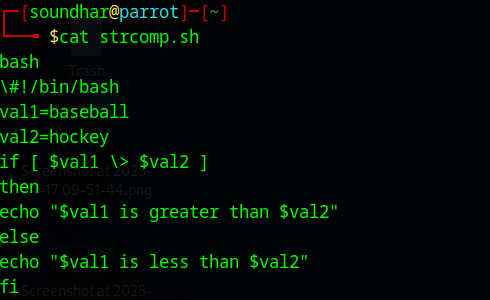 ┌─[soundhar@parrot]─[~]
└──╼ $cat strcomp.sh
bash
\#!/bin/bash
val1=baseball
val2=hockey
if [ $val1 \> $val2 ]
then
echo "$val1 is greater than $val2"
else
echo "$val1 is less than $val2"
fi
Trash
Screenshot at 2025-
17 09-51-44.png
Screenshot at 2025-